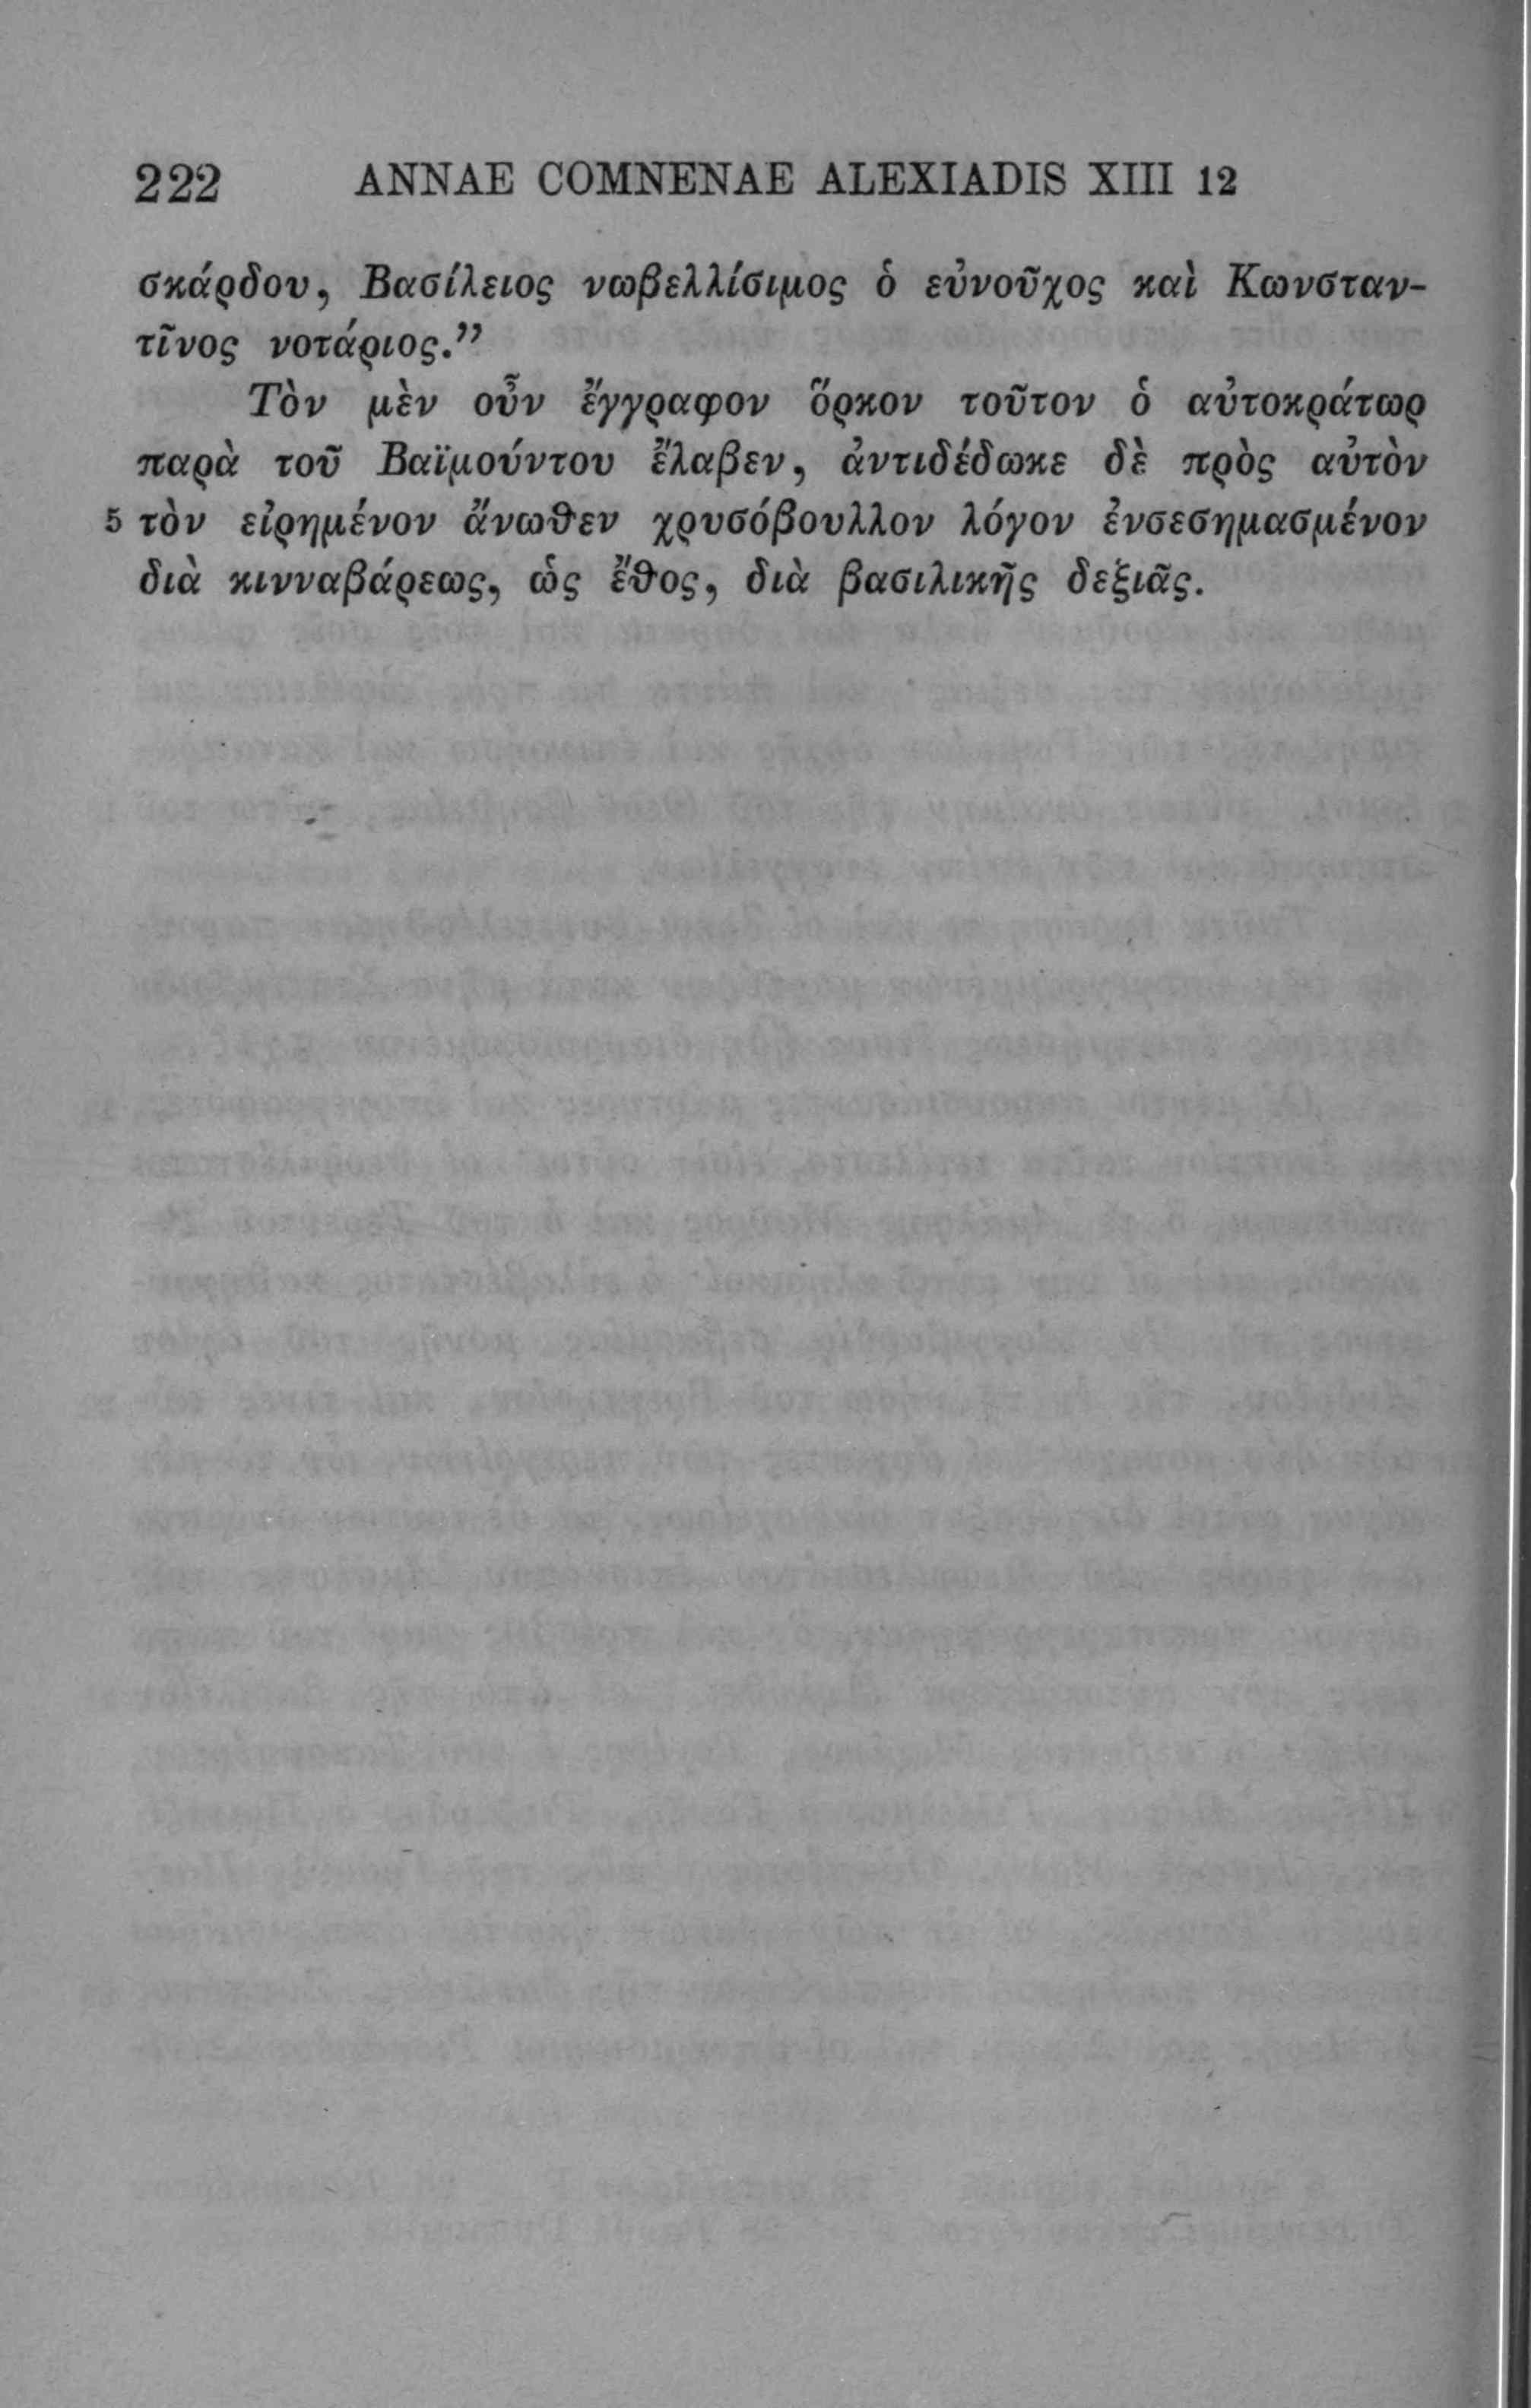 222 ANNAE COMNENAE ALEXIADIS XIII 12
σκάρδου, Βασίλειος νωβελλίσιμος ὁ εὐνοῦχος καὶ Κωνσταν-
τῖνος νοτάριος.”
Τὸν μὲν οὖν ἔγγραφον ὅρκον τοῦτον ὁ αὐτοκράτωρ
παρὰ τοῦ Βαϊμούντου ἔλαβεν, ἀντιδέδωκε δὲ πρὸς αὐτὸν
5 τὸν εἰρημένον ἄνωθεν χρυσόβουλλον λόγον ἐνσεσημασμένον
διὰ κινναβάρεως, ὡς ἔθος, διὰ βασιλικῆς δεξιᾶς.